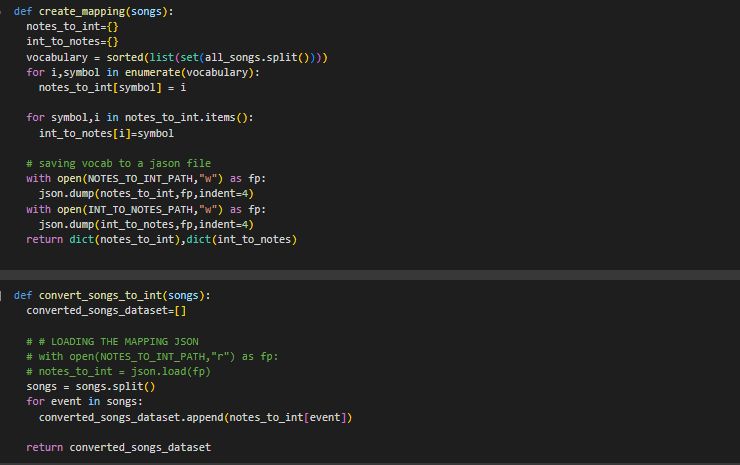 def create_mapping(songs):
notes_to_int={}
int_to_notes={}
vocabulary = sorted(list(set(all_songs.split())))
for i,symbol in enumerate(vocabulary):
notes_to_int[symbol] = i
for symbol,i in notes_to_int.items():
int_to_notes[i]=symbol
# saving vocab to a jason file
with open(NOTES_TO_INT_PATH,"w") as fp:
json.dump(notes_to_int,fp,indent=4)
with open(INT_TO_NOTES_PATH,"w") as fp:
json.dump(int_to_notes,fp,indent=4)
return dict(notes_to_int),dict(int_to_notes)
def convert_songs_to_int(songs):
converted_songs_dataset=[]
# # LOADING THE MAPPING JSON
# with open(NOTES_TO_INT_PATH,"r") as fp:
# notes_to_int = json.load(fp)
songs = songs.split()
for event in songs:
converted_songs_dataset.append(notes_to_int[event])
return converted_songs_dataset